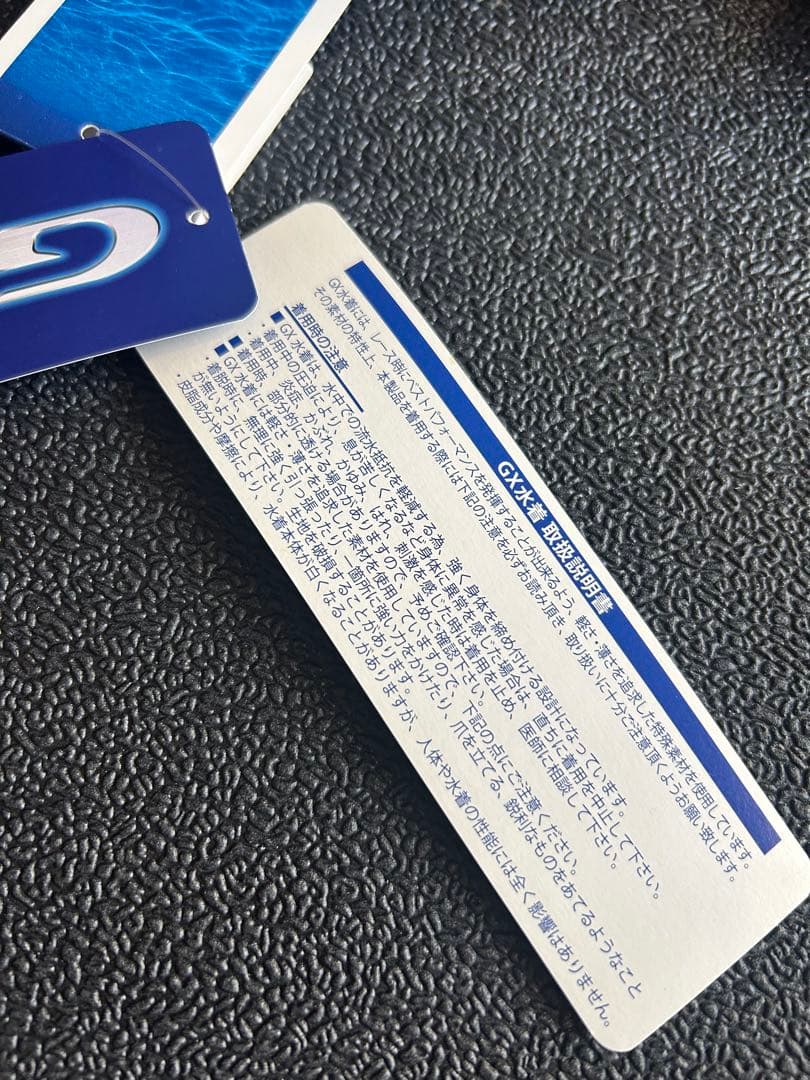 GX水着 取扱説明書
GX水着には、レース時にベストパフォーマンスを発揮することが出来るよう、軽さ・薄さを追求した特殊素材を使用しています。
その素材の特性上、本製品を着用する際には下記の注意を必ずお読み頂き、取り扱いに十分ご注意頂くようお願い致します。
着用時の注意
■GX水着は、水中での流水抵抗を軽減する為、強く身体を締め付ける設計になっています。
・着用中の圧迫により、息が苦しくなるなど身体に異常を感じた場合は、直ちに着用を中止して下さい。
・着用中、炎症、かぶれ、かゆみ、はれ、刺激を感じた時は着用を止め、医師に相談して下さい。
■着用時、部分的に透ける場合がありますので、予めご確認下さい。
■GX水着には軽さ・薄さを追求した素材を使用していますので、下記の点にご注意ください。
・着脱時に、無理に強く引っ張ったり、一箇所に強い力をかけたり、爪を立てる、鋭利なものをあてるようなこと
が無いようにして下さい。生地を破損することがあります。
・皮脂成分や摩擦により、水着本体が白くなることがありますが、人体や水着の性能には全く影響はありません。
G